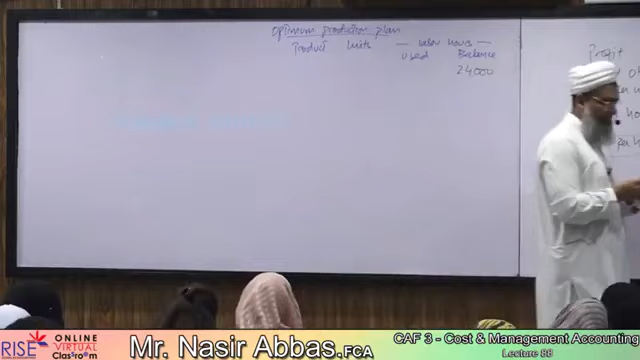 Optimum production plan
Product Units — labor hours —
used Balance
24000
Profit
RISE ONLINE VIRTUAL Classroom
Mr. Nasir Abbas.FCA
CAF 3 - Cost & Management Accounting
Lecture 88